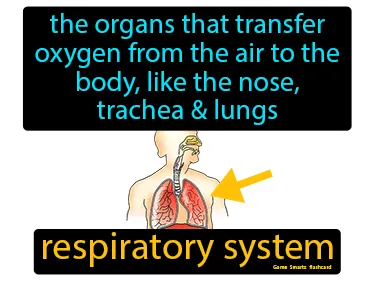 the organs that transfer
oxygen from the air to the
body, like the nose,
trachea & lungs
respiratory system
Game Smartz flashcard